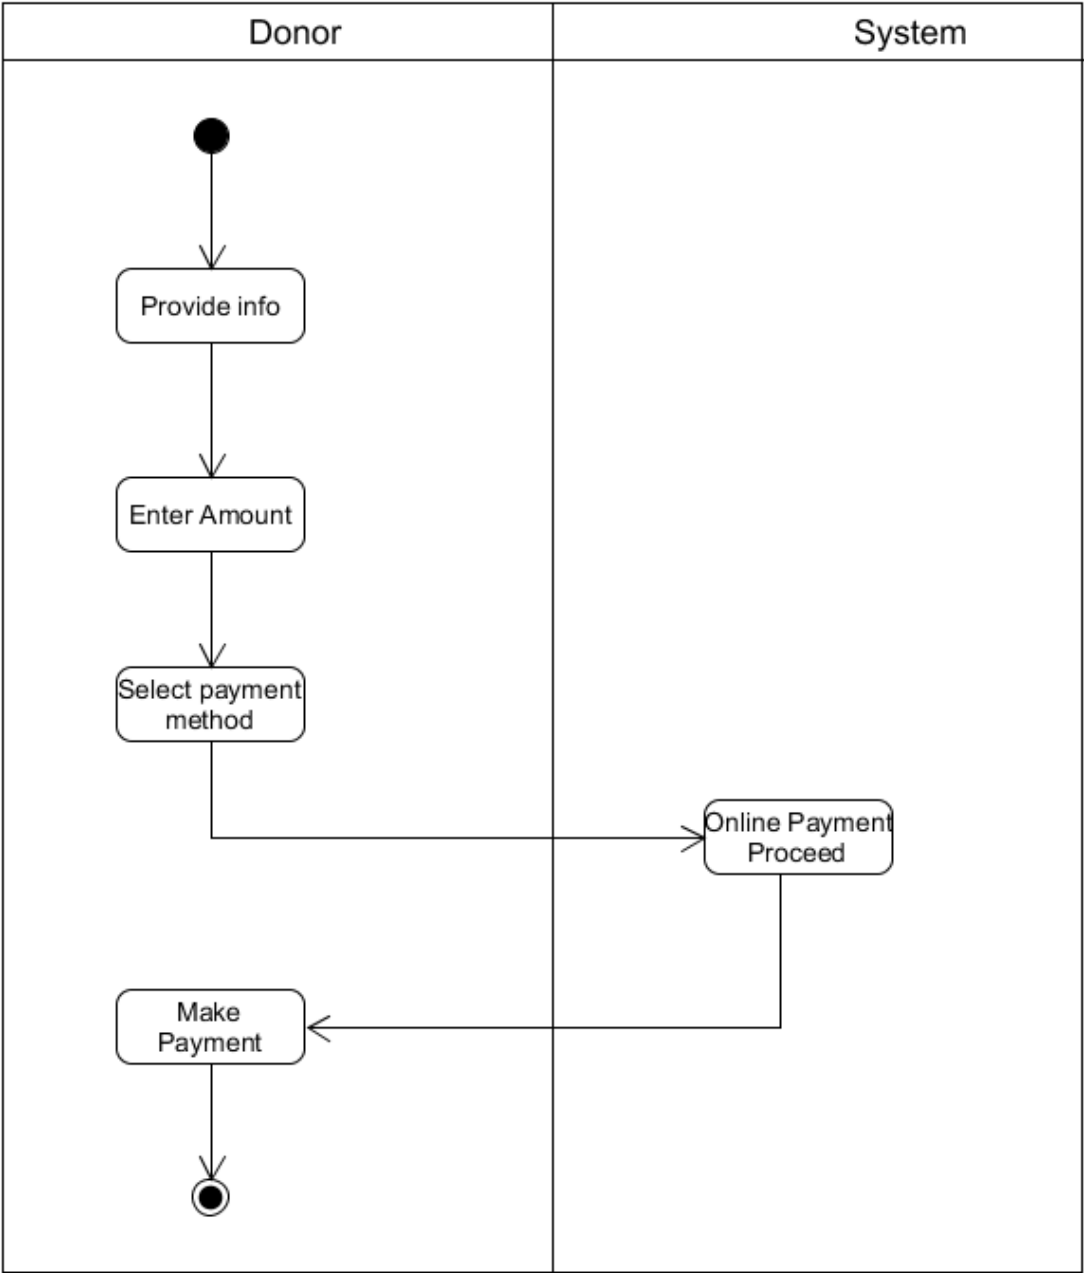 Donor
System
Provide info
Enter Amount
Select payment
method
Online Payment
Proceed
Make
Payment